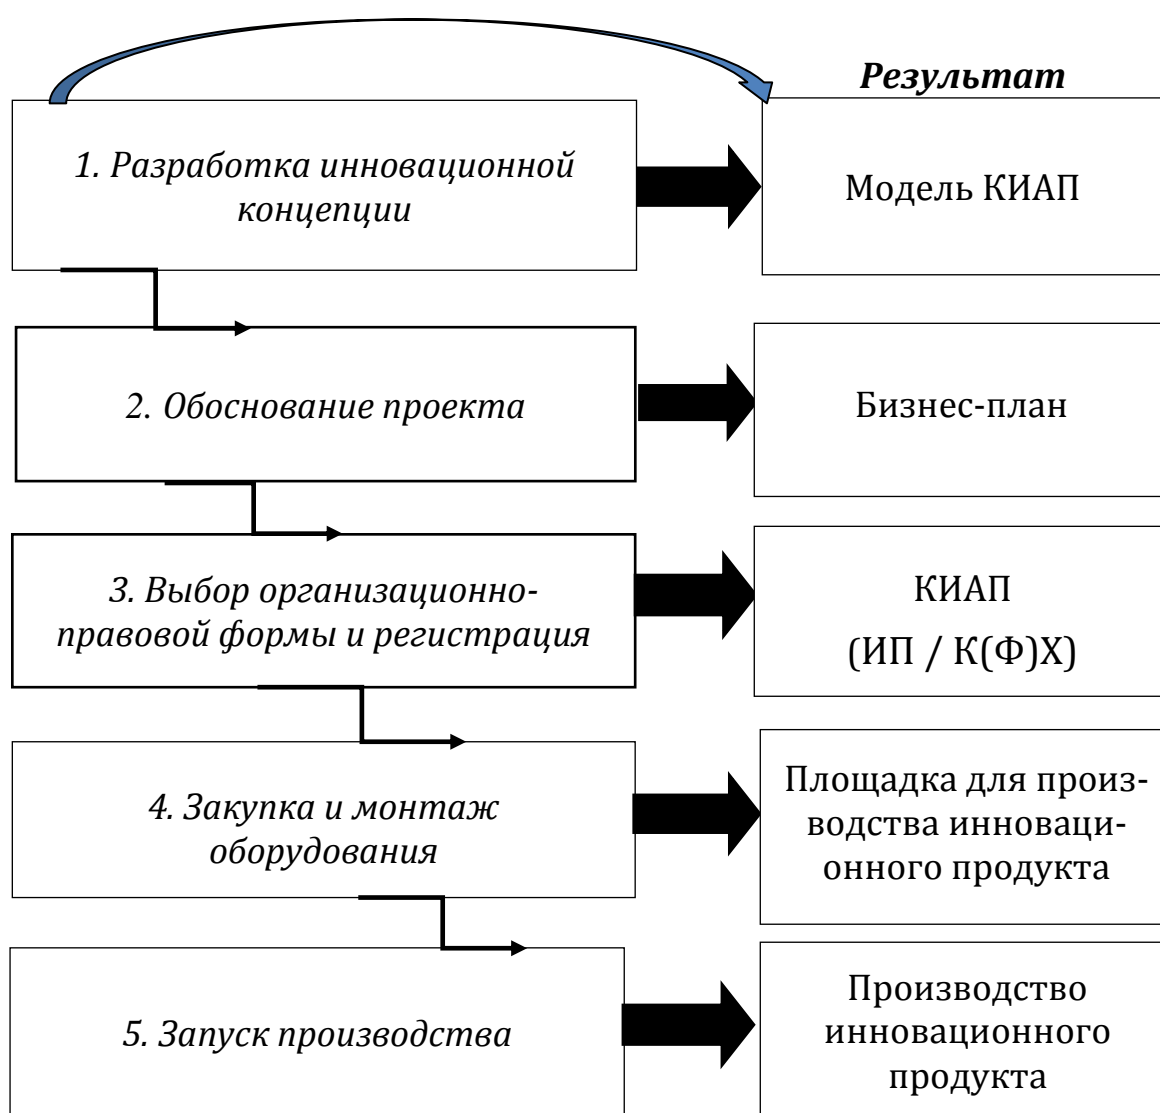 Результат
1. Разработка инновационной
концепции
Модель КИАП
2. Обоснование проекта
Бизнес-план
3. Выбор организационно-
правовой формы и регистрация
КИАП
(ИП / К(Ф)Х)
4. Закупка и монтаж
оборудования
Площадка для произ-
водства инноваци-
онного продукта
5. Запуск производства
Производство
инновационного
продукта